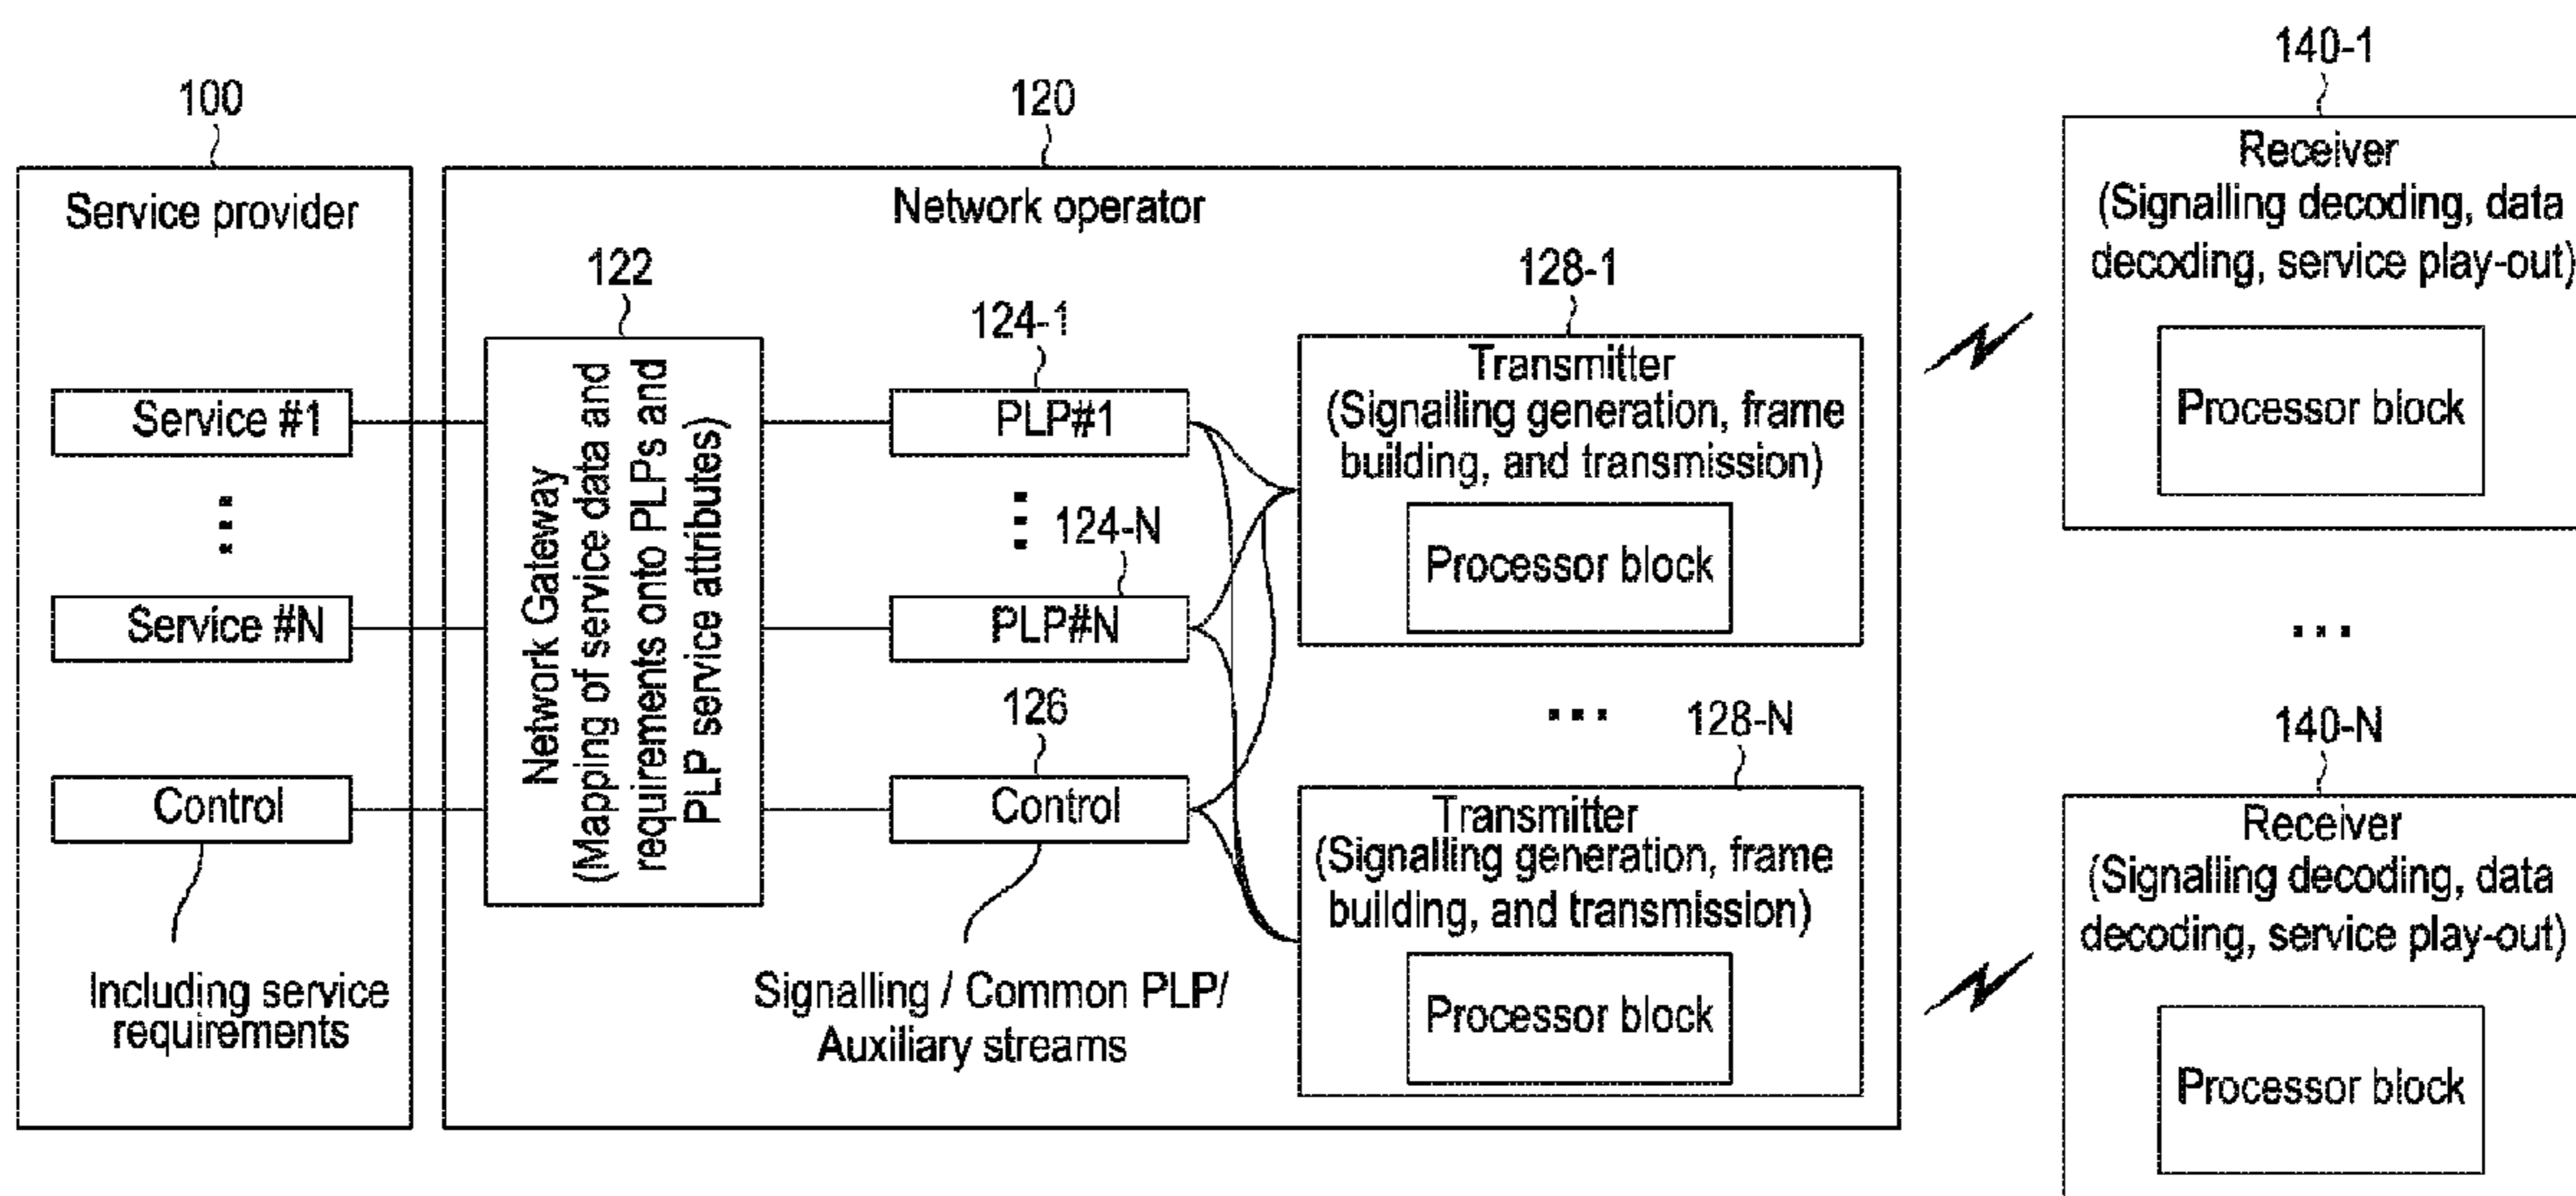 100
Service provider
Service #1
Service #N
Control
Including service
requirements
120
Network operator
122
Network Gateway
(Mapping of service data and
requirements onto PLPs and
PLP service attributes)
124-1
PLP#1
124-N
PLP#N
126
Control
Signalling / Common PLP/
Auxiliary streams
128-1
Transmitter
(Signalling generation, frame
building, and transmission)
Processor block
128-N
Transmitter
(Signalling generation, frame
building, and transmission)
Processor block
140-1
Receiver
(Signalling decoding, data
decoding, service play-out)
Processor block
140-N
Receiver
(Signalling decoding, data
decoding, service play-out)
Processor block